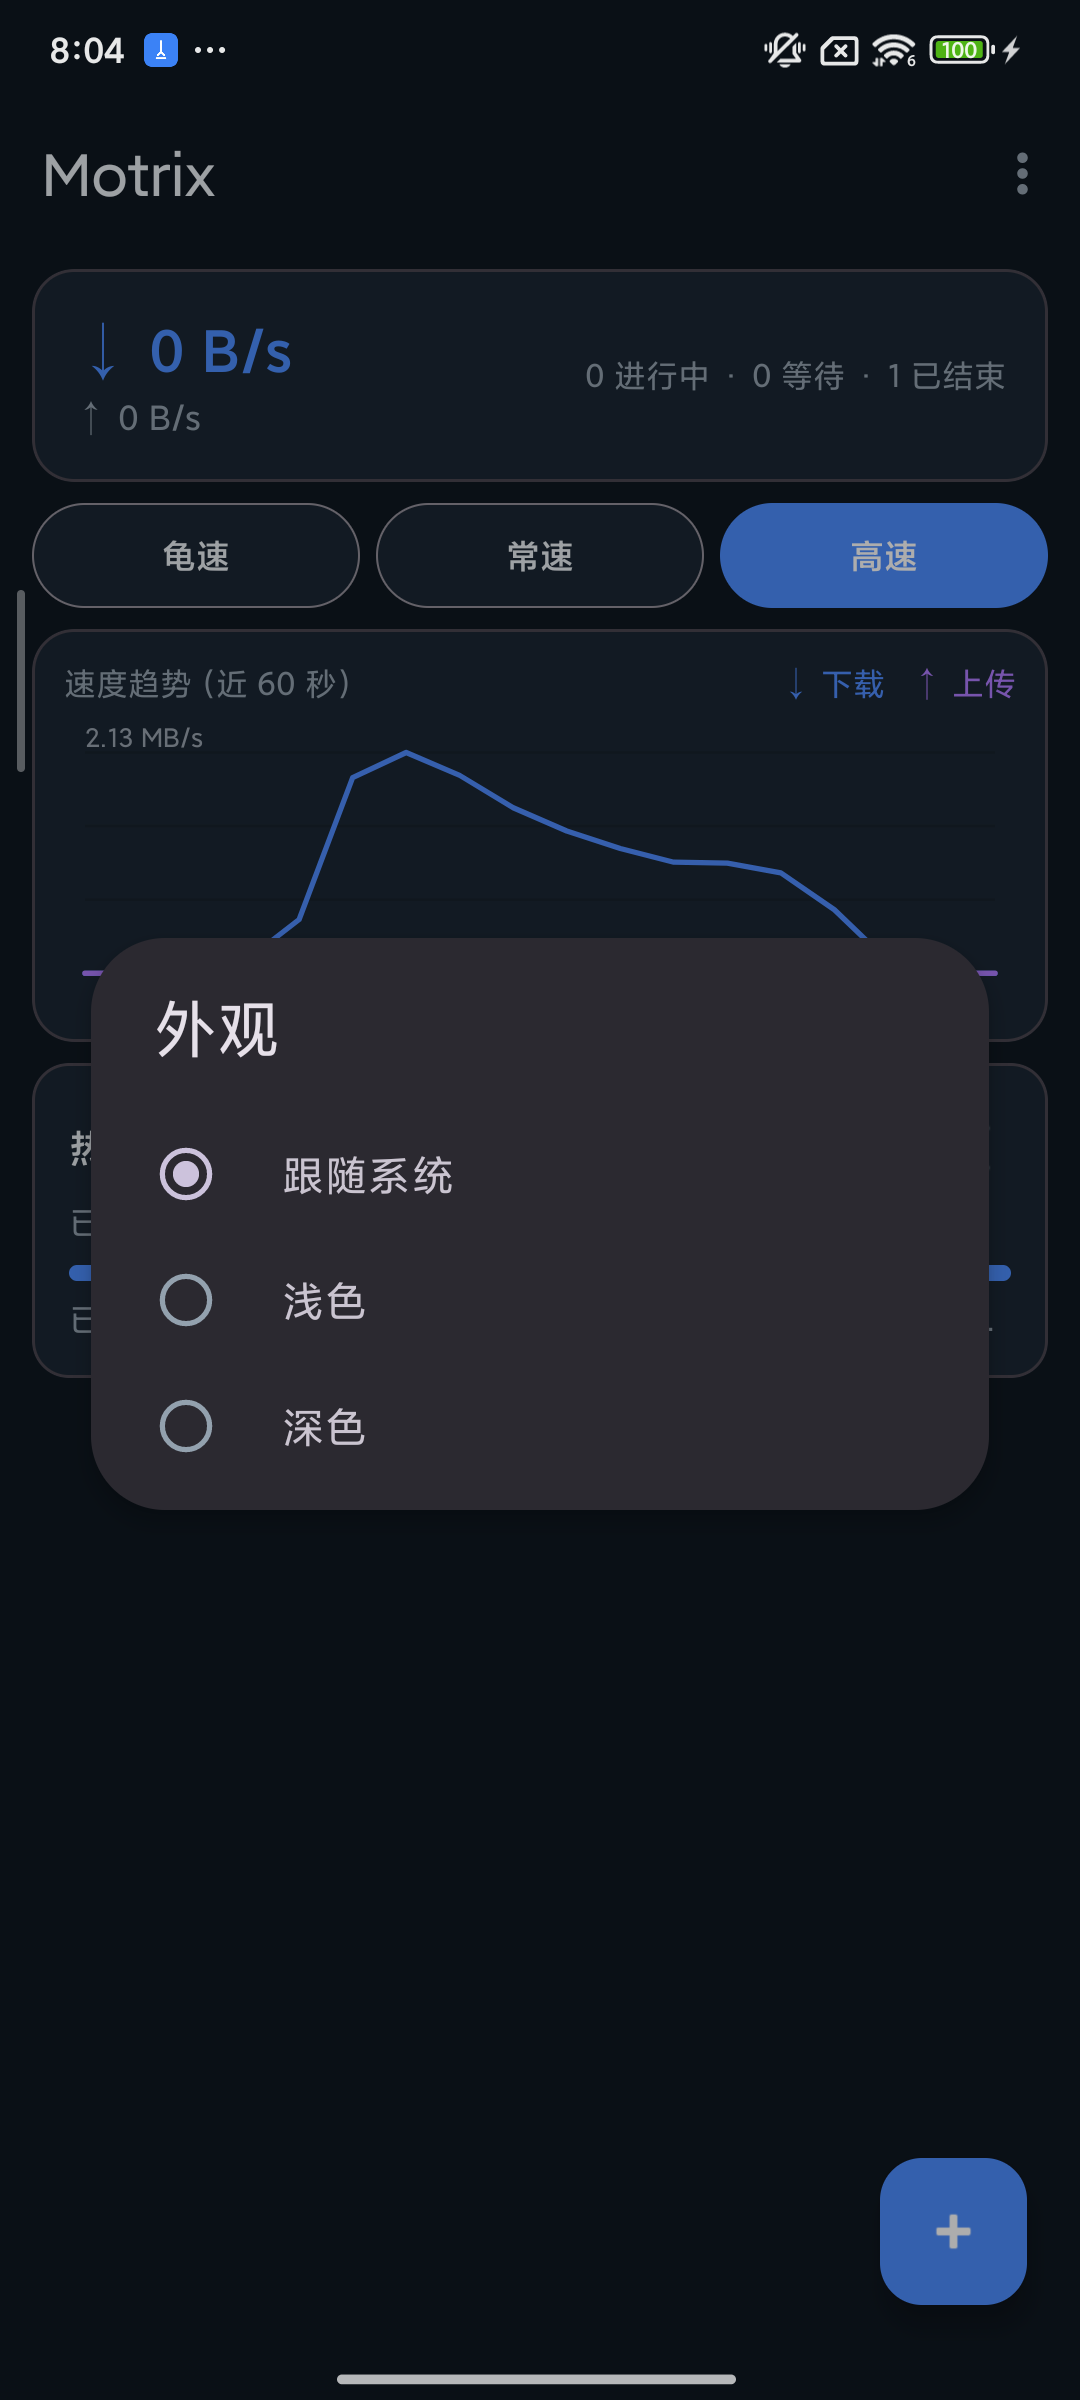 8:04
6
100
Motrix
↓ 0 B/s
↑ 0 B/s
0 进行中 · 0 等待 · 1 已结束
龟速
常速
高速
速度趋势 (近 60 秒)
↓ 下载 ↑ 上传
2.13 MB/s
外观
跟随系统
浅色
深色